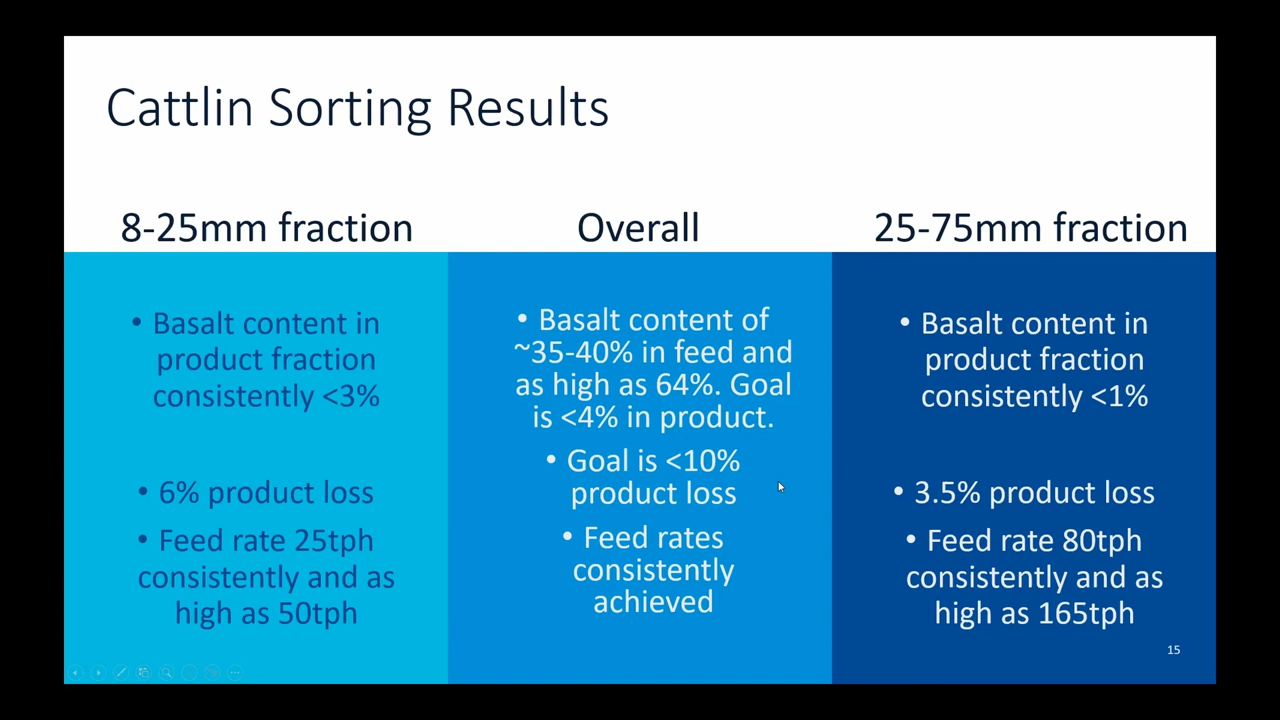 Cattlin Sorting Results
8-25mm fraction
• Basalt content in
product fraction
consistently <3%
• 6% product loss
• Feed rate 25tph
consistently and as
high as 50tph
Overall
• Basalt content of
~35-40% in feed and
as high as 64%. Goal
is <4% in product.
• Goal is <10%
product loss
• Feed rates
consistently
achieved
25-75mm fraction
• Basalt content in
product fraction
consistently <1%
• 3.5% product loss
• Feed rate 80tph
consistently and as
high as 165tph
15